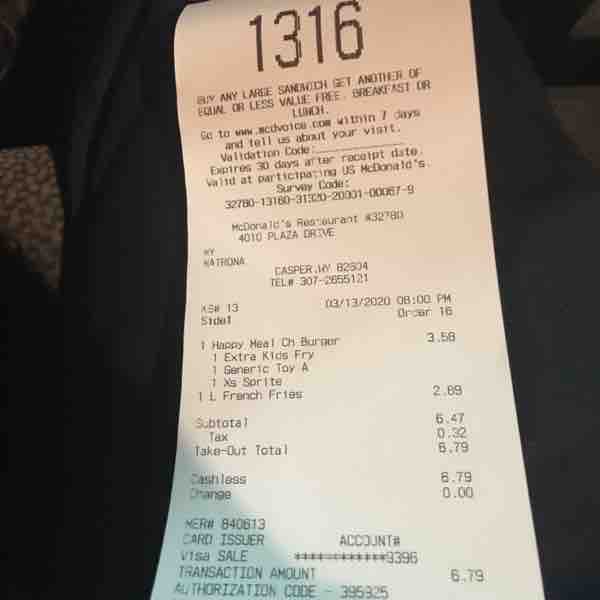 1316
BUY ANY LARGE SANDWICH GET ANOTHER OF
EQUAL OR LESS VALUE FREE. BREAKFAST OR
LUNCH.
Go to www.mcdvoice.com within 7 days
and tell us about your visit.
Validation Code:
Expires 30 days after receipt date.
Valid at participating US McDonald's.
Survey Code:
32780-13160-31320-20001-00067-9
McDonald's Restaurant #32780
4010 PLAZA DRIVE
WY
NATRONA
CASPER,WY 82604
TEL# 307-2655121
KS# 13 03/13/2020 08:00 PM
Side1 Order 16
1 Happy Meal Ch Burger 3.58
1 Extra Kids Fry
1 Generic Toy A
1 Xs Sprite
1 L French Fries 2.89
Subtotal 6.47
Tax 0.32
Take-Out Total 6.79
Cashless 6.79
Change 0.00
MER# 840613
CARD ISSUER ACCOUNT#
Visa SALE ************9396
TRANSACTION AMOUNT 6.79
AUTHORIZATION CODE - 395925